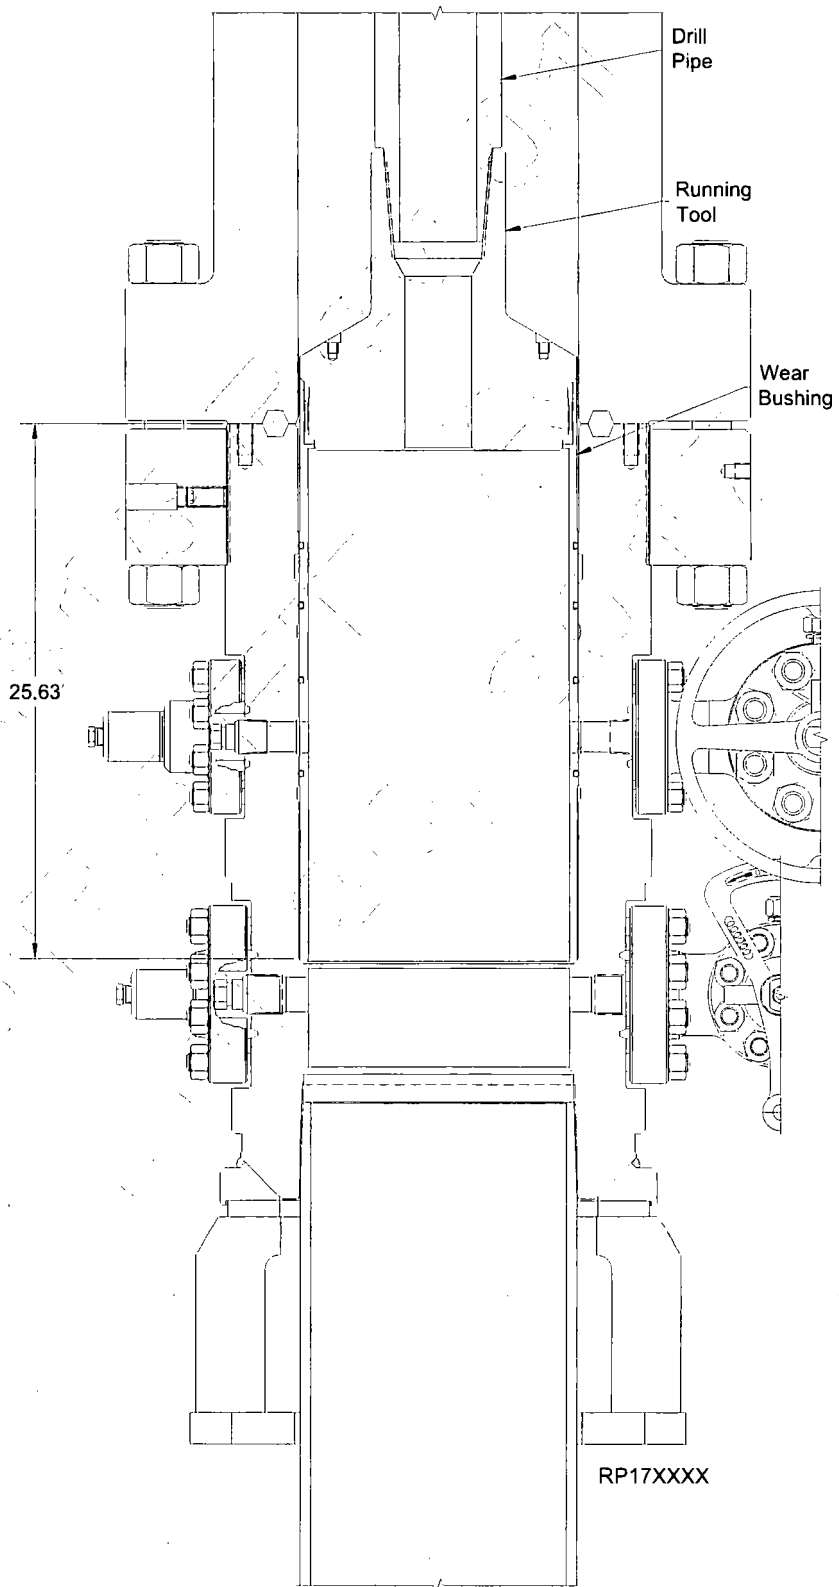 Drill
Pipe
Running
Tool
Wear
Bushing
25.63
RP17XXXX